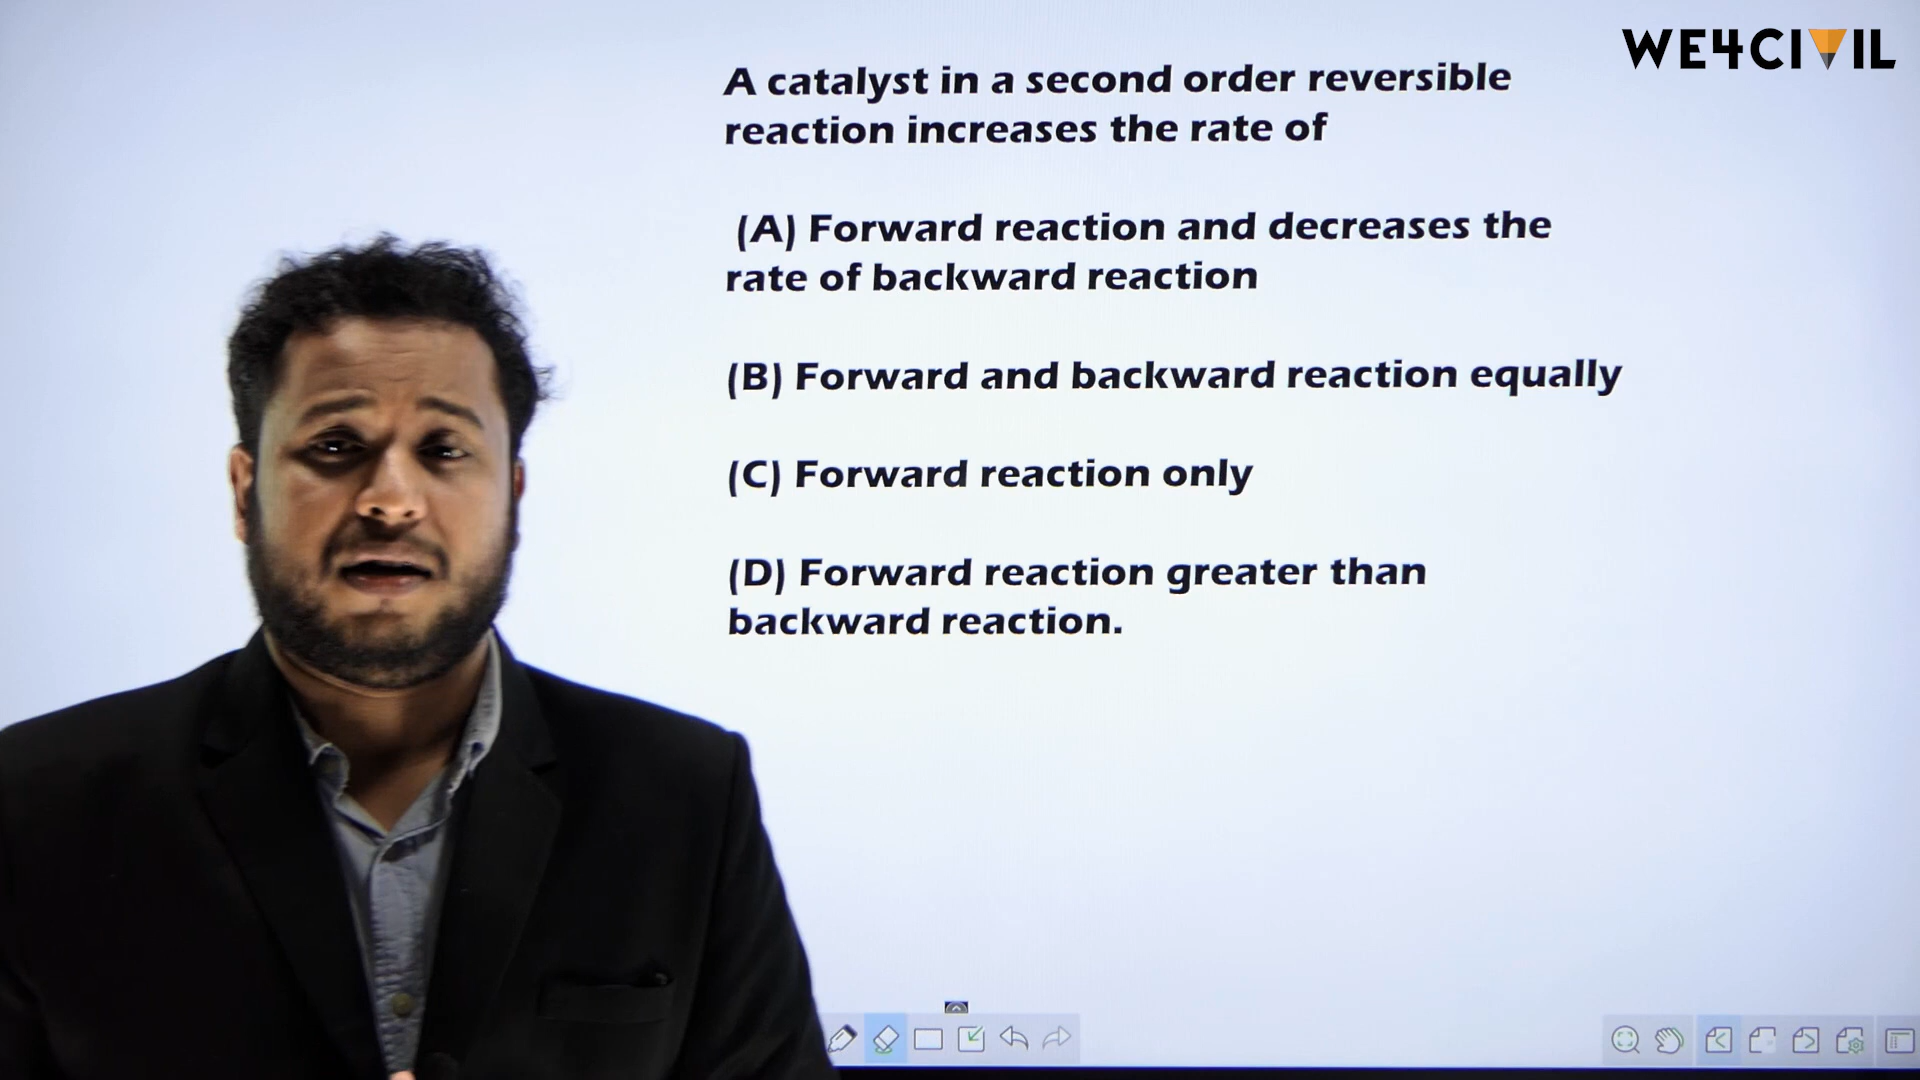 WE4CIVIL
A catalyst in a second order reversible
reaction increases the rate of
(A) Forward reaction and decreases the
rate of backward reaction
(B) Forward and backward reaction equally
(C) Forward reaction only
(D) Forward reaction greater than
backward reaction.